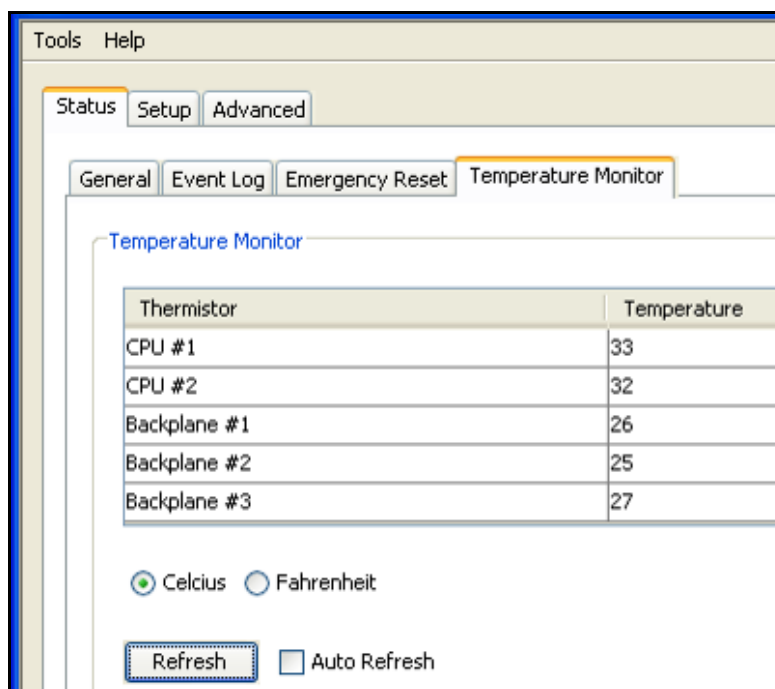 Tools Help
Status Setup Advanced
General Event Log Emergency Reset Temperature Monitor
Temperature Monitor
Thermistor Temperature
CPU #1 33
CPU #2 32
Backplane #1 26
Backplane #2 25
Backplane #3 27
Celcius Fahrenheit
Refresh Auto Refresh